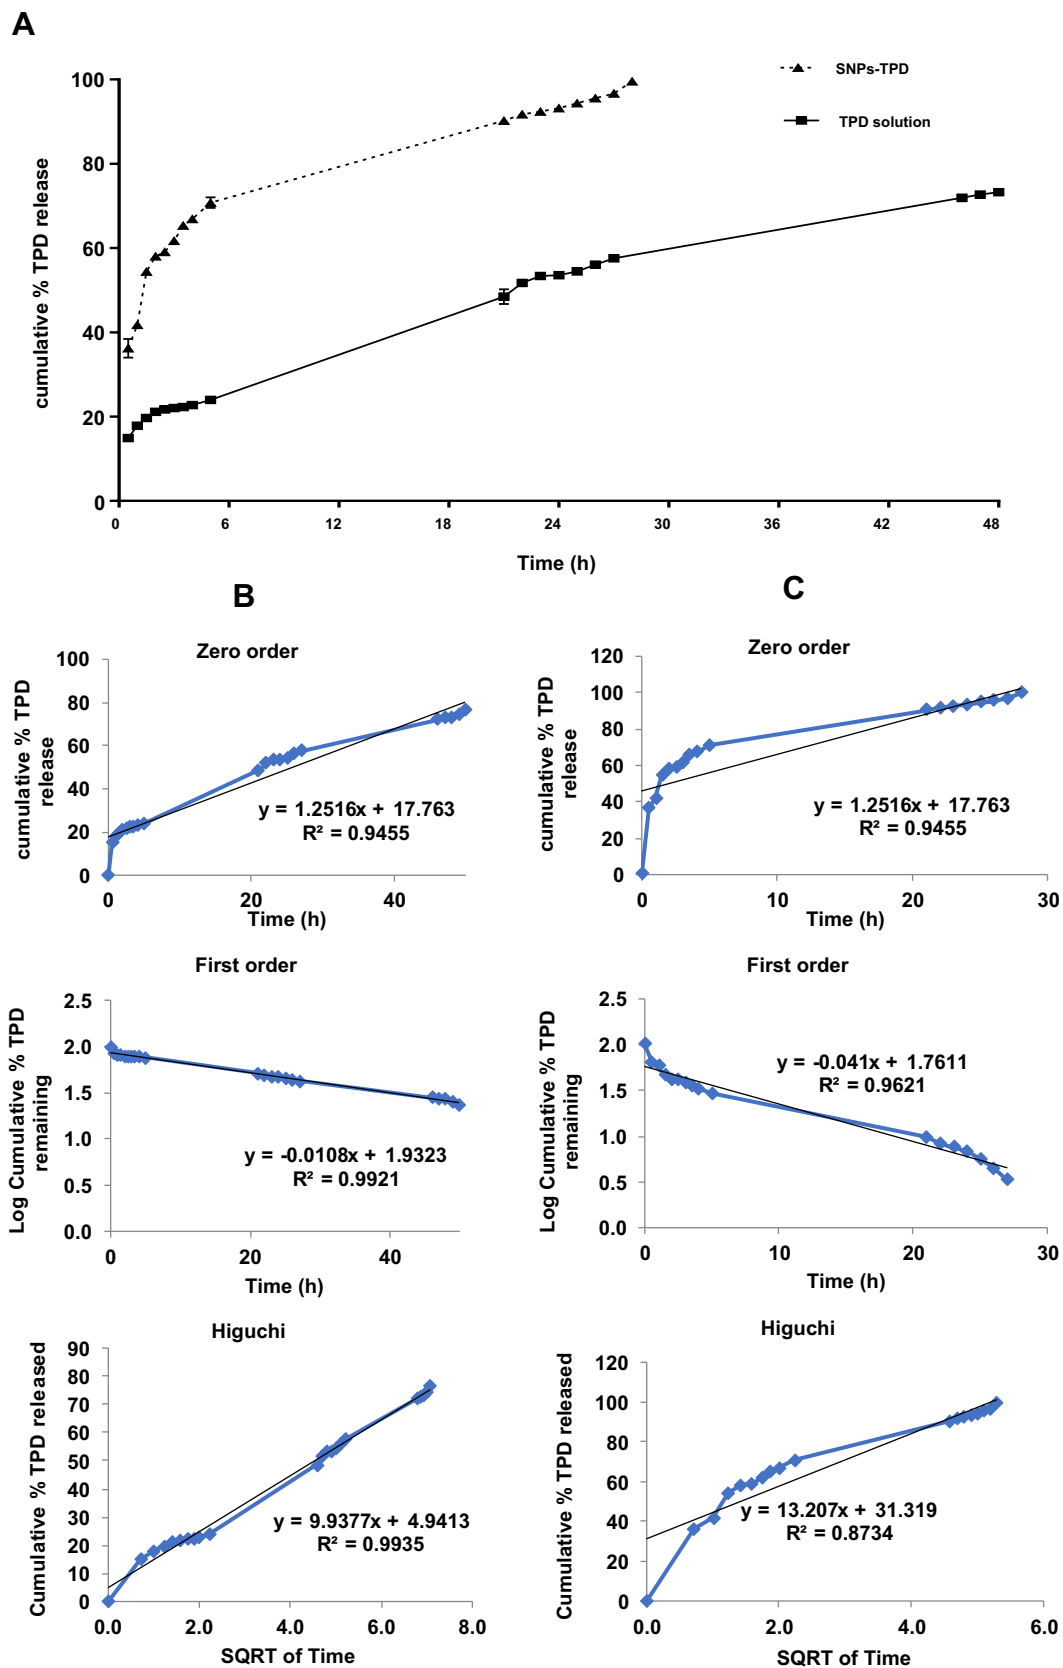 A
SNPs-TPD
TPD solution
cumulative % TPD release
100
80
60
40
20
0
0 6 12 18 24 30 36 42 48
Time (h)
B
Zero order
cumulative % TPD
release
100
80
60
40
20
0
y = 1.2516x + 17.763
R² = 0.9455
0 20 40
Time (h)
First order
Log Cumulative % TPD
remaining
2.5
2.0
1.5
1.0
0.5
0.0
y = -0.0108x + 1.9323
R² = 0.9921
0 20 40
Time (h)
Higuchi
Cumulative % TPD released
90
80
70
60
50
40
30
20
10
0
y = 9.9377x + 4.9413
R² = 0.9935
0.0 2.0 4.0 6.0 8.0
SQRT of Time
C
Zero order
cumulative % TPD
release
120
100
80
60
40
20
0
y = 1.2516x + 17.763
R² = 0.9455
0 10 20 30
Time (h)
First order
Log Cumulative % TPD
remaining
2.5
2.0
1.5
1.0
0.5
0.0
y = -0.041x + 1.7611
R² = 0.9621
0 10 20 30
Time (h)
Higuchi
Cumulative % TPD released
120
100
80
60
40
20
0
y = 13.207x + 31.319
R² = 0.8734
0.0 2.0 4.0 6.0
SQRT of Time